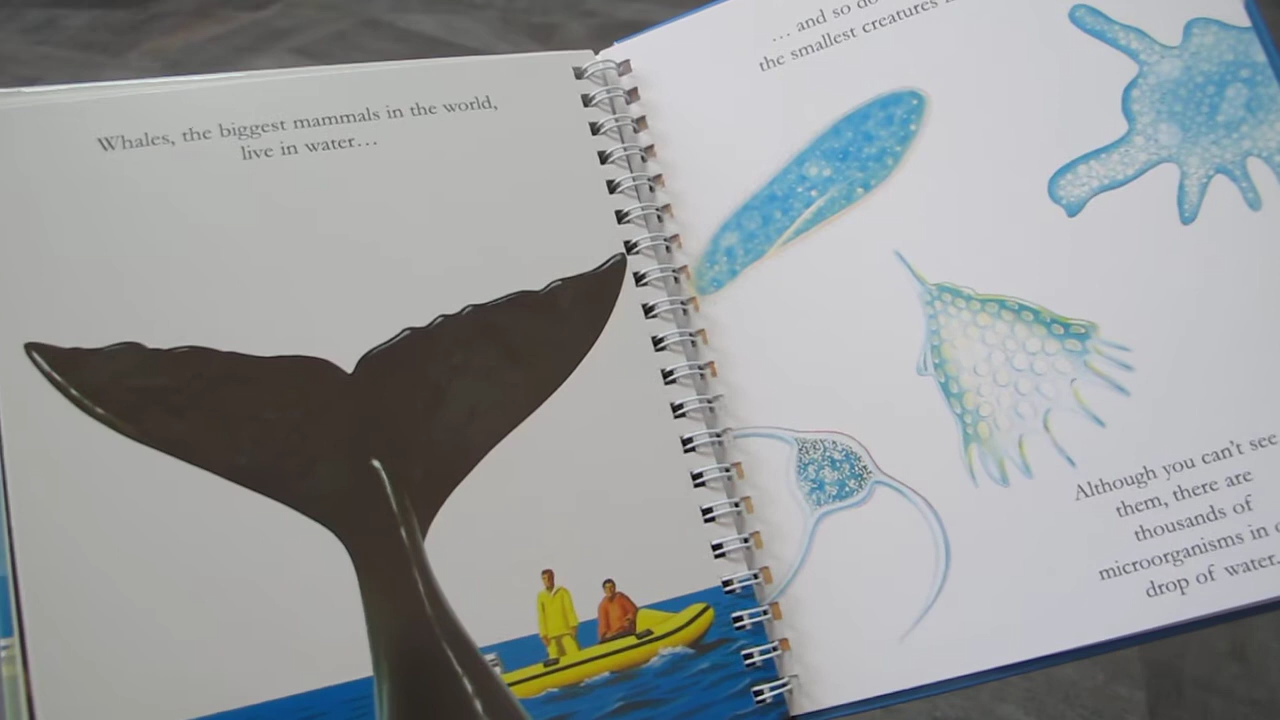 Whales, the biggest mammals in the world,
live in water…
… and so do
the smallest creatures
Although you can't see
them, there are
thousands of
microorganisms in
drop of water.